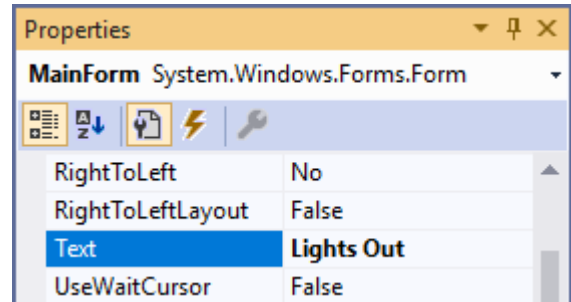 Properties
MainForm System.Windows.Forms.Form
RightToLeft No
RightToLeftLayout False
Text Lights Out
UseWaitCursor False